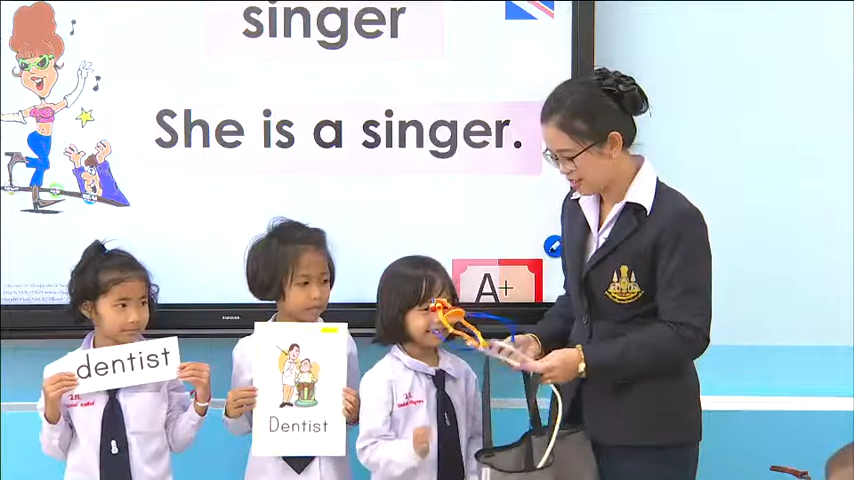 singer
She is a singer.
A+
dentist
Dentist